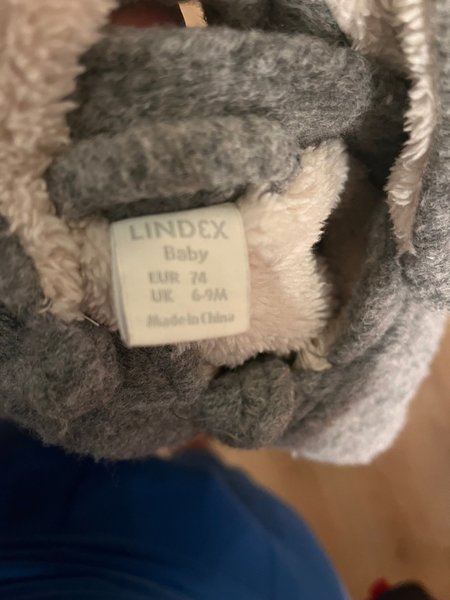 LINDEX
Baby
EUR 74
UK 6-9M
Made in China